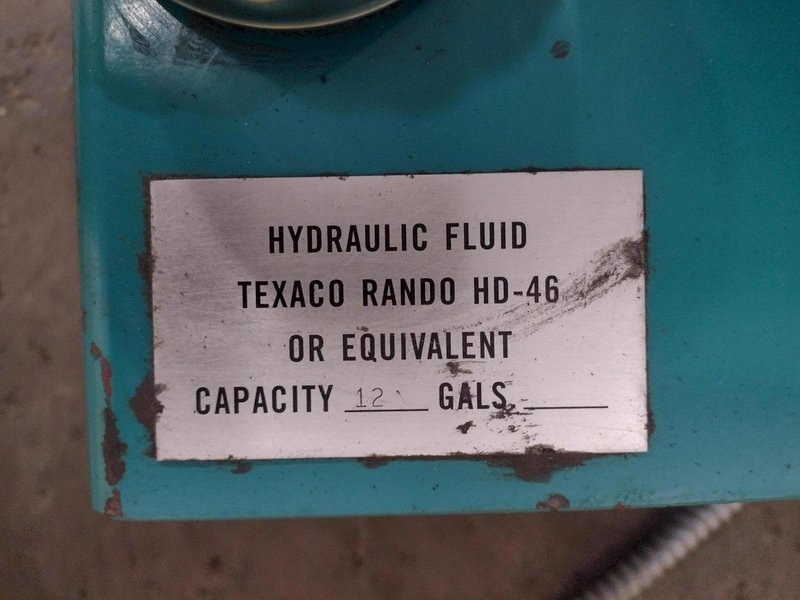 HYDRAULIC FLUID
TEXACO RANDO HD-46
OR EQUIVALENT
CAPACITY 12 GALS.